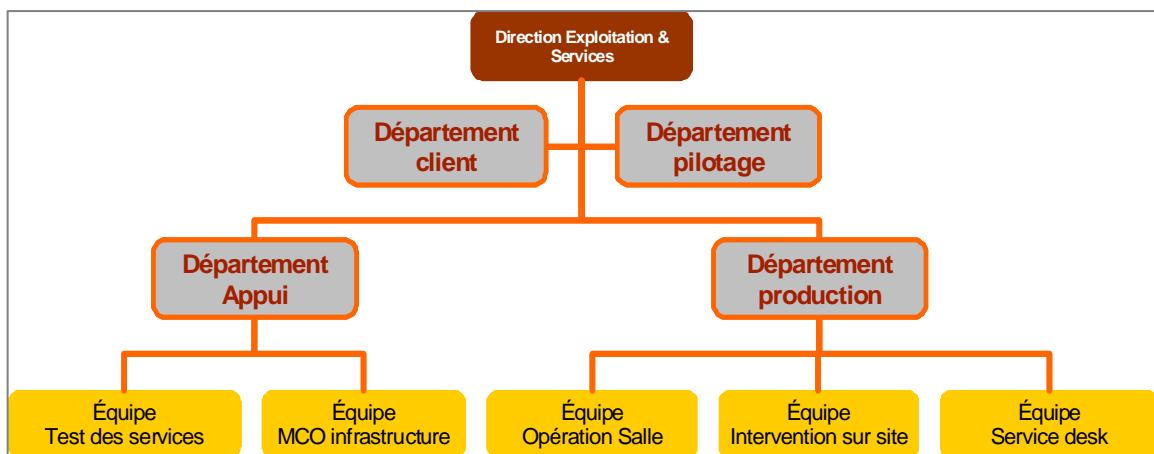 Direction Exploitation &
Services
Département
client
Département
pilotage
Département
Appui
Département
production
Équipe
Test des services
Équipe
MCO infrastructure
Équipe
Opération Salle
Équipe
Intervention sur site
Équipe
Service desk